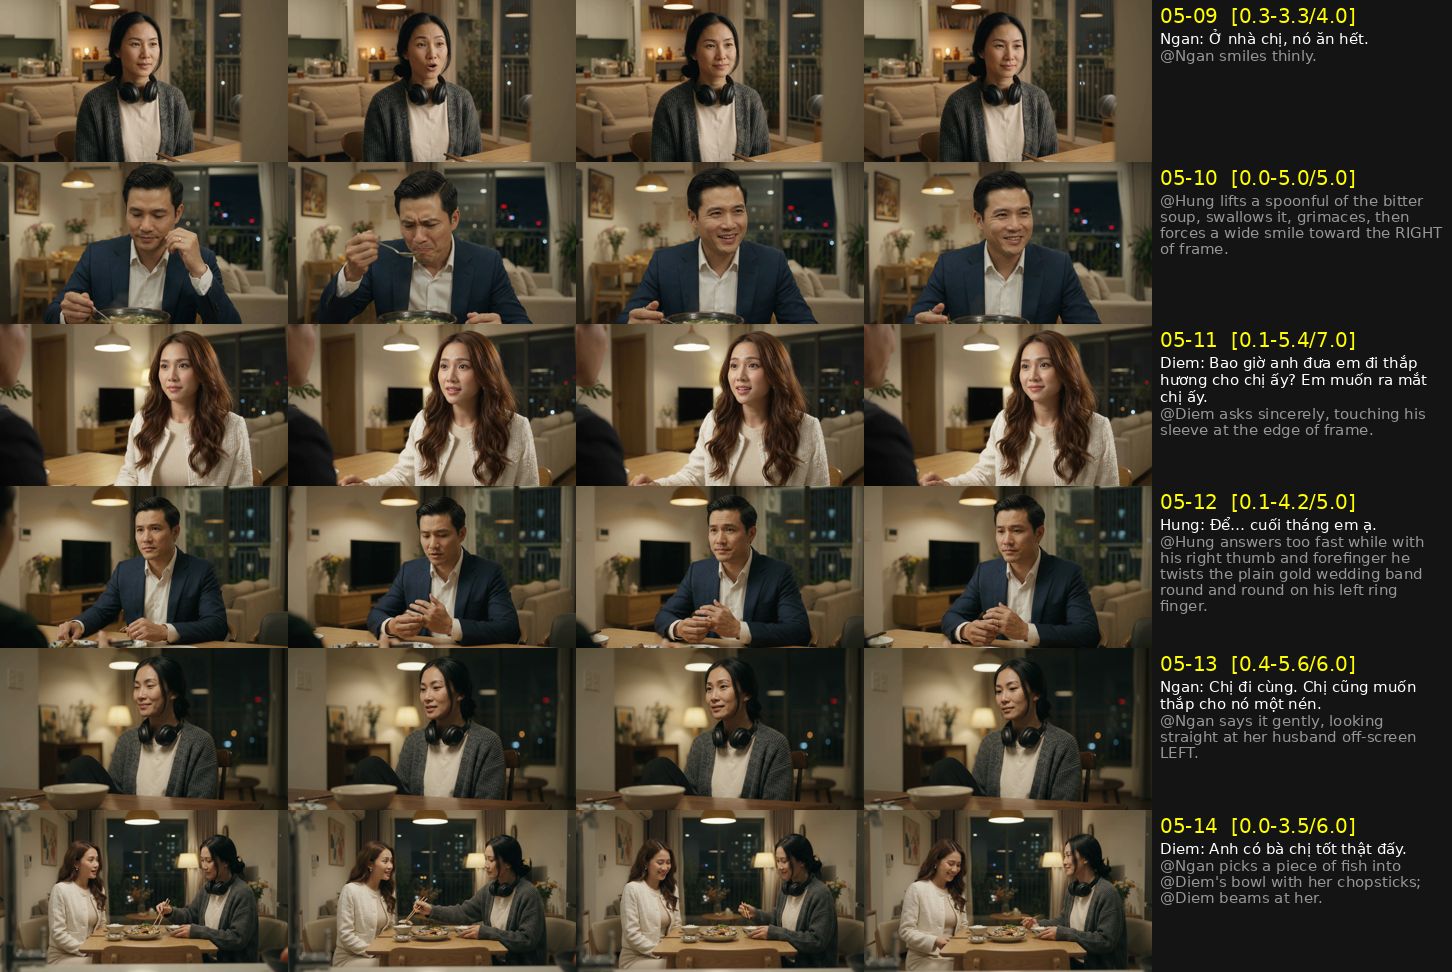 05-09 [0.3-3.3/4.0]
Ngan: Ở nhà chị, nó ăn hết.
@Ngan smiles thinly.
05-10 [0.0-5.0/5.0]
@Hung lifts a spoonful of the bitter
soup, swallows it, grimaces, then
forces a wide smile toward the RIGHT
of frame.
05-11 [0.1-5.4/7.0]
Diem: Bao giờ anh đưa em đi thắp
hương cho chị ấy? Em muốn ra mắt
chị ấy.
@Diem asks sincerely, touching his
sleeve at the edge of frame.
05-12 [0.1-4.2/5.0]
Hung: Để... cuối tháng em ạ.
@Hung answers too fast while with
his right thumb and forefinger he
twists the plain gold wedding band
round and round on his left ring
finger.
05-13 [0.4-5.6/6.0]
Ngan: Chị đi cùng. Chị cũng muốn
thắp cho nó một nén.
@Ngan says it gently, looking
straight at her husband off-screen
LEFT.
05-14 [0.0-3.5/6.0]
Diem: Anh có bà chị tốt thật đấy.
@Ngan picks a piece of fish into
@Diem's bowl with her chopsticks;
@Diem beams at her.